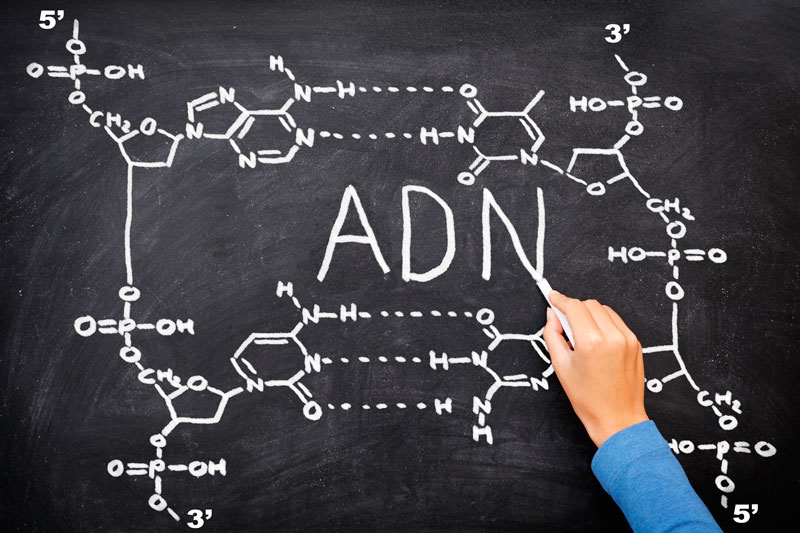 5’ 3’
O
H O
O=P-OH N N-H O HO-P=O
O O
CH2 O N N H-N
N O N
O O
CH2
O
ADN
HO-P=O
O O
H
O=P-OH N-H O
O N H-N
CH2 O N N O
O H CH2
O N O
H
O=P-OH HO-P=O
O O
3’ 5’